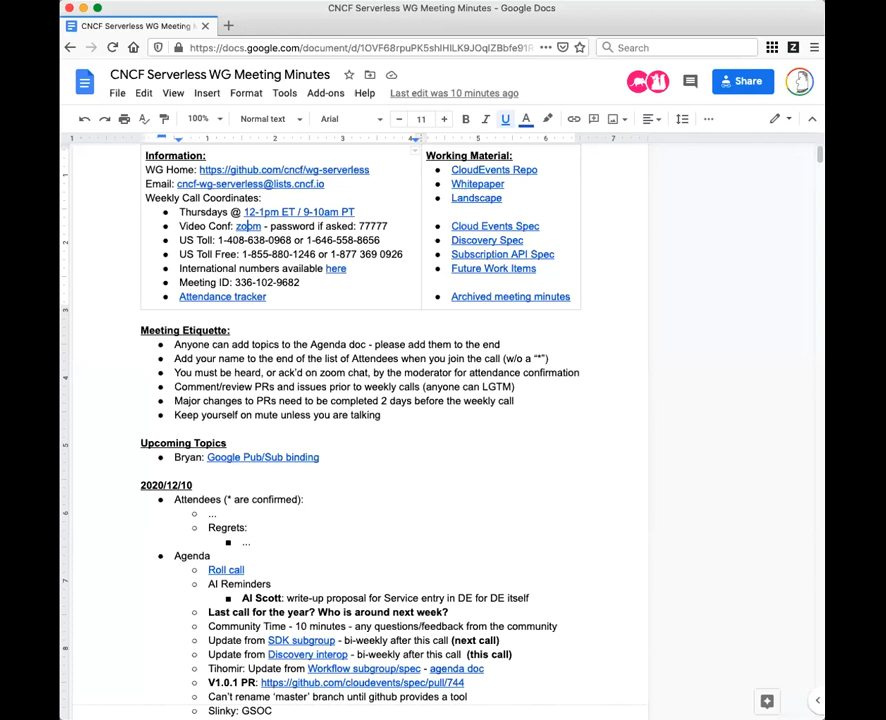 CNCF Serverless WG Meeting Minutes - Google Docs
CNCF Serverless WG Meeting M
https://docs.google.com/document/d/1OVF68rpuPK5shIHILK9JOqlZBbfe91R
Search
CNCF Serverless WG Meeting Minutes
File Edit View Insert Format Tools Add-ons Help Last edit was 10 minutes ago
Share
100% Normal text Arial 11 B I U A
1 1 2 3 4 5 6 7
Information:
WG Home: https://github.com/cncf/wg-serverless
Email: cncf-wg-serverless@lists.cncf.io
Weekly Call Coordinates:
● Thursdays @ 12-1pm ET / 9-10am PT
● Video Conf: zoom - password if asked: 77777
● US Toll: 1-408-638-0968 or 1-646-558-8656
● US Toll Free: 1-855-880-1246 or 1-877 369 0926
● International numbers available here
● Meeting ID: 336-102-9682
● Attendance tracker
Working Material:
● CloudEvents Repo
● Whitepaper
● Landscape
● Cloud Events Spec
● Discovery Spec
● Subscription API Spec
● Future Work Items
● Archived meeting minutes
Meeting Etiquette:
● Anyone can add topics to the Agenda doc - please add them to the end
● Add your name to the end of the list of Attendees when you join the call (w/o a “*”)
● You must be heard, or ack’d on zoom chat, by the moderator for attendance confirmation
● Comment/review PRs and issues prior to weekly calls (anyone can LGTM)
● Major changes to PRs need to be completed 2 days before the weekly call
● Keep yourself on mute unless you are talking
Upcoming Topics
● Bryan: Google Pub/Sub binding
2020/12/10
● Attendees (* are confirmed):
○ ...
○ Regrets:
■ ...
● Agenda
○ Roll call
○ AI Reminders
■ AI Scott: write-up proposal for Service entry in DE for DE itself
○ Last call for the year? Who is around next week?
○ Community Time - 10 minutes - any questions/feedback from the community
○ Update from SDK subgroup - bi-weekly after this call (next call)
○ Update from Discovery interop - bi-weekly after this call (this call)
○ Tihomir: Update from Workflow subgroup/spec - agenda doc
○ V1.0.1 PR: https://github.com/cloudevents/spec/pull/744
○ Can’t rename ‘master’ branch until github provides a tool
○ Slinky: GSOC